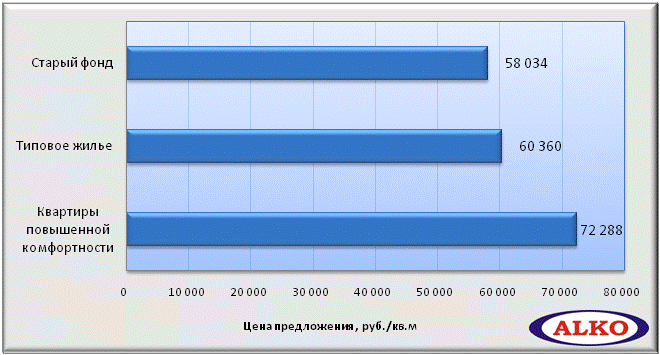 Старый фонд
58 034
Типовое жилье
60 360
Квартиры
повышенной
комфортности
72 288
0 10 000 20 000 30 000 40 000 50 000 60 000 70 000 80 000
Цена предложения, руб./кв.м
ALKO